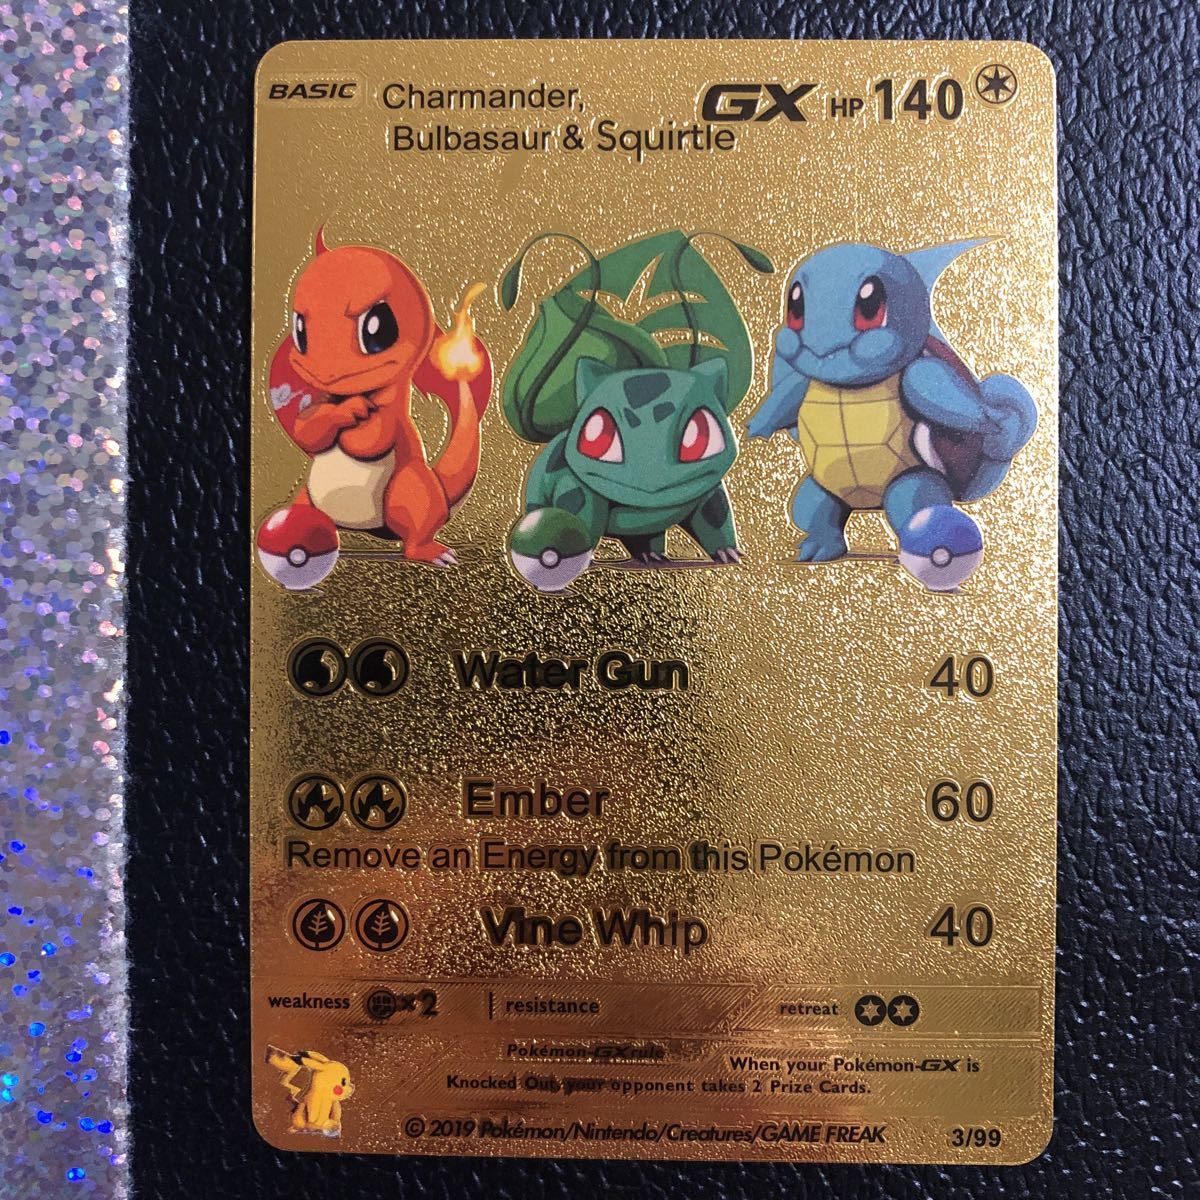 BASIC Charmander, GX HP 140
Bulbasaur & Squirtle
Water Gun 40
Ember 60
Remove an Energy from this Pokémon
Vine Whip 40
weakness ×2 resistance retreat
Pokémon-GX rule When your Pokémon-GX is
Knocked Out, your opponent takes 2 Prize Cards.
© 2019 Pokémon/Nintendo/Creatures/GAME FREAK 3/99